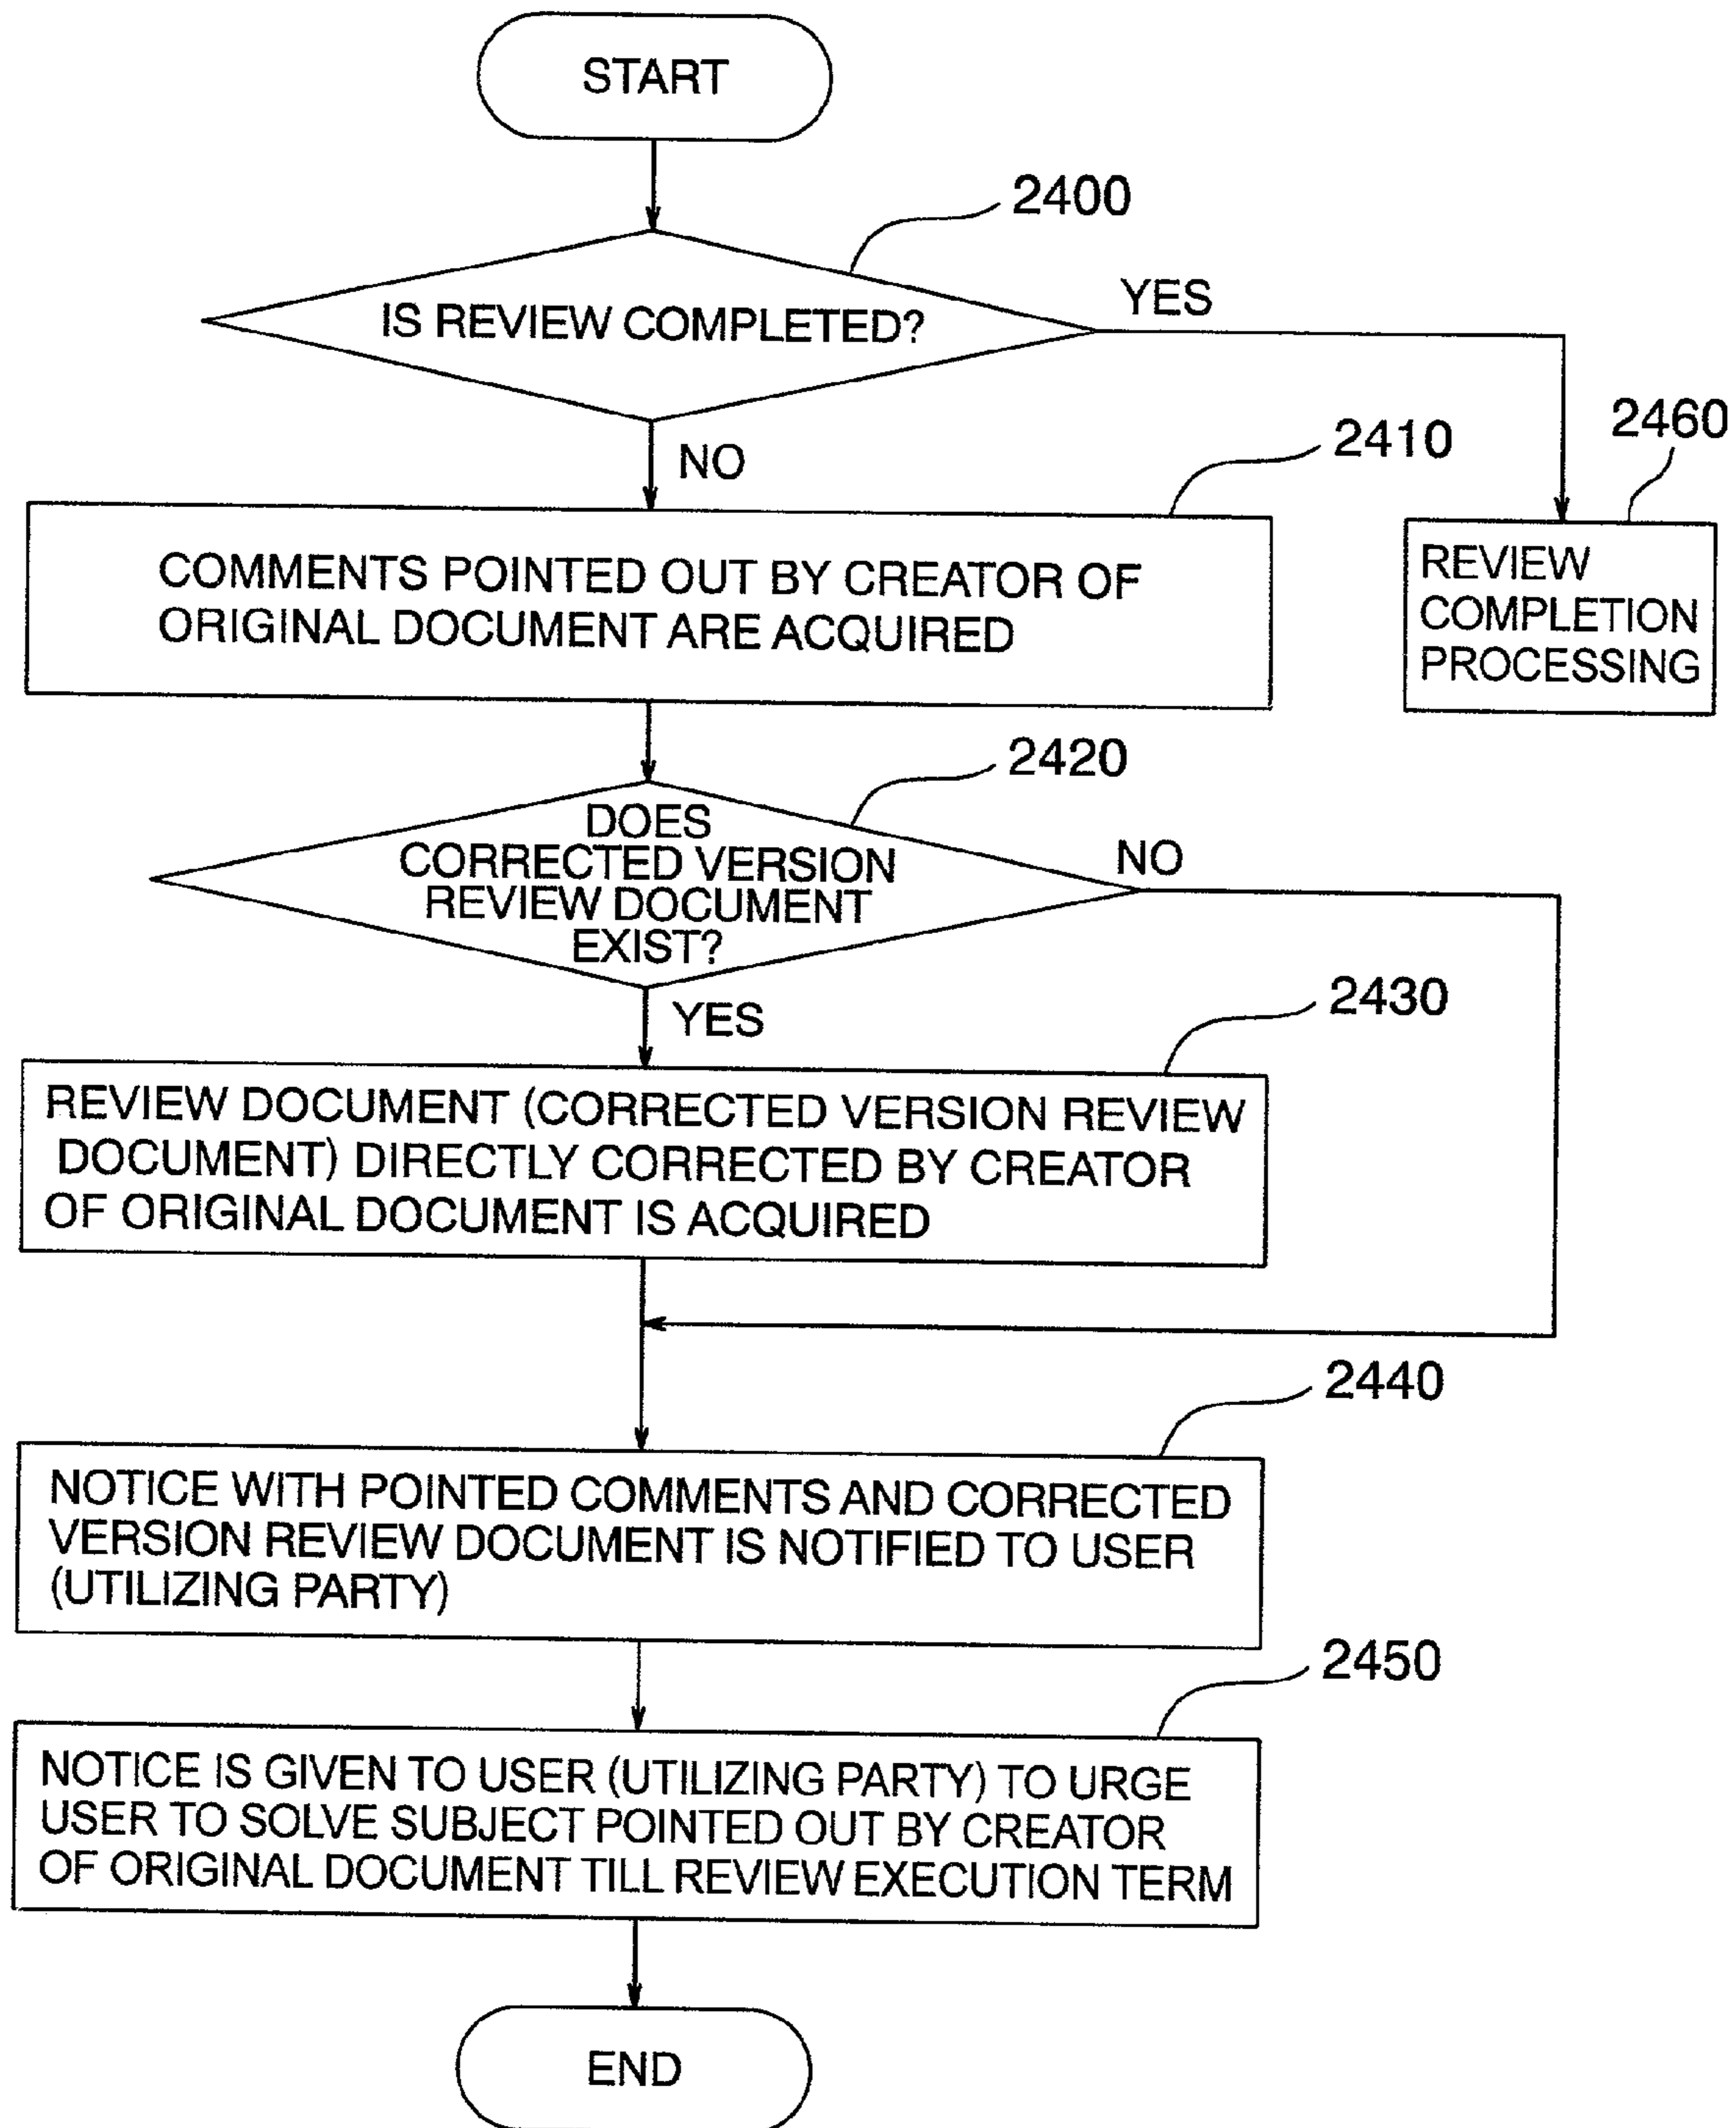 START
2400
IS REVIEW COMPLETED?
YES
NO
2410
2460
COMMENTS POINTED OUT BY CREATOR OF
ORIGINAL DOCUMENT ARE ACQUIRED
REVIEW
COMPLETION
PROCESSING
2420
DOES
CORRECTED VERSION
REVIEW DOCUMENT
EXIST?
NO
YES
2430
REVIEW DOCUMENT (CORRECTED VERSION REVIEW
DOCUMENT) DIRECTLY CORRECTED BY CREATOR
OF ORIGINAL DOCUMENT IS ACQUIRED
2440
NOTICE WITH POINTED COMMENTS AND CORRECTED
VERSION REVIEW DOCUMENT IS NOTIFIED TO USER
(UTILIZING PARTY)
2450
NOTICE IS GIVEN TO USER (UTILIZING PARTY) TO URGE
USER TO SOLVE SUBJECT POINTED OUT BY CREATOR
OF ORIGINAL DOCUMENT TILL REVIEW EXECUTION TERM
END